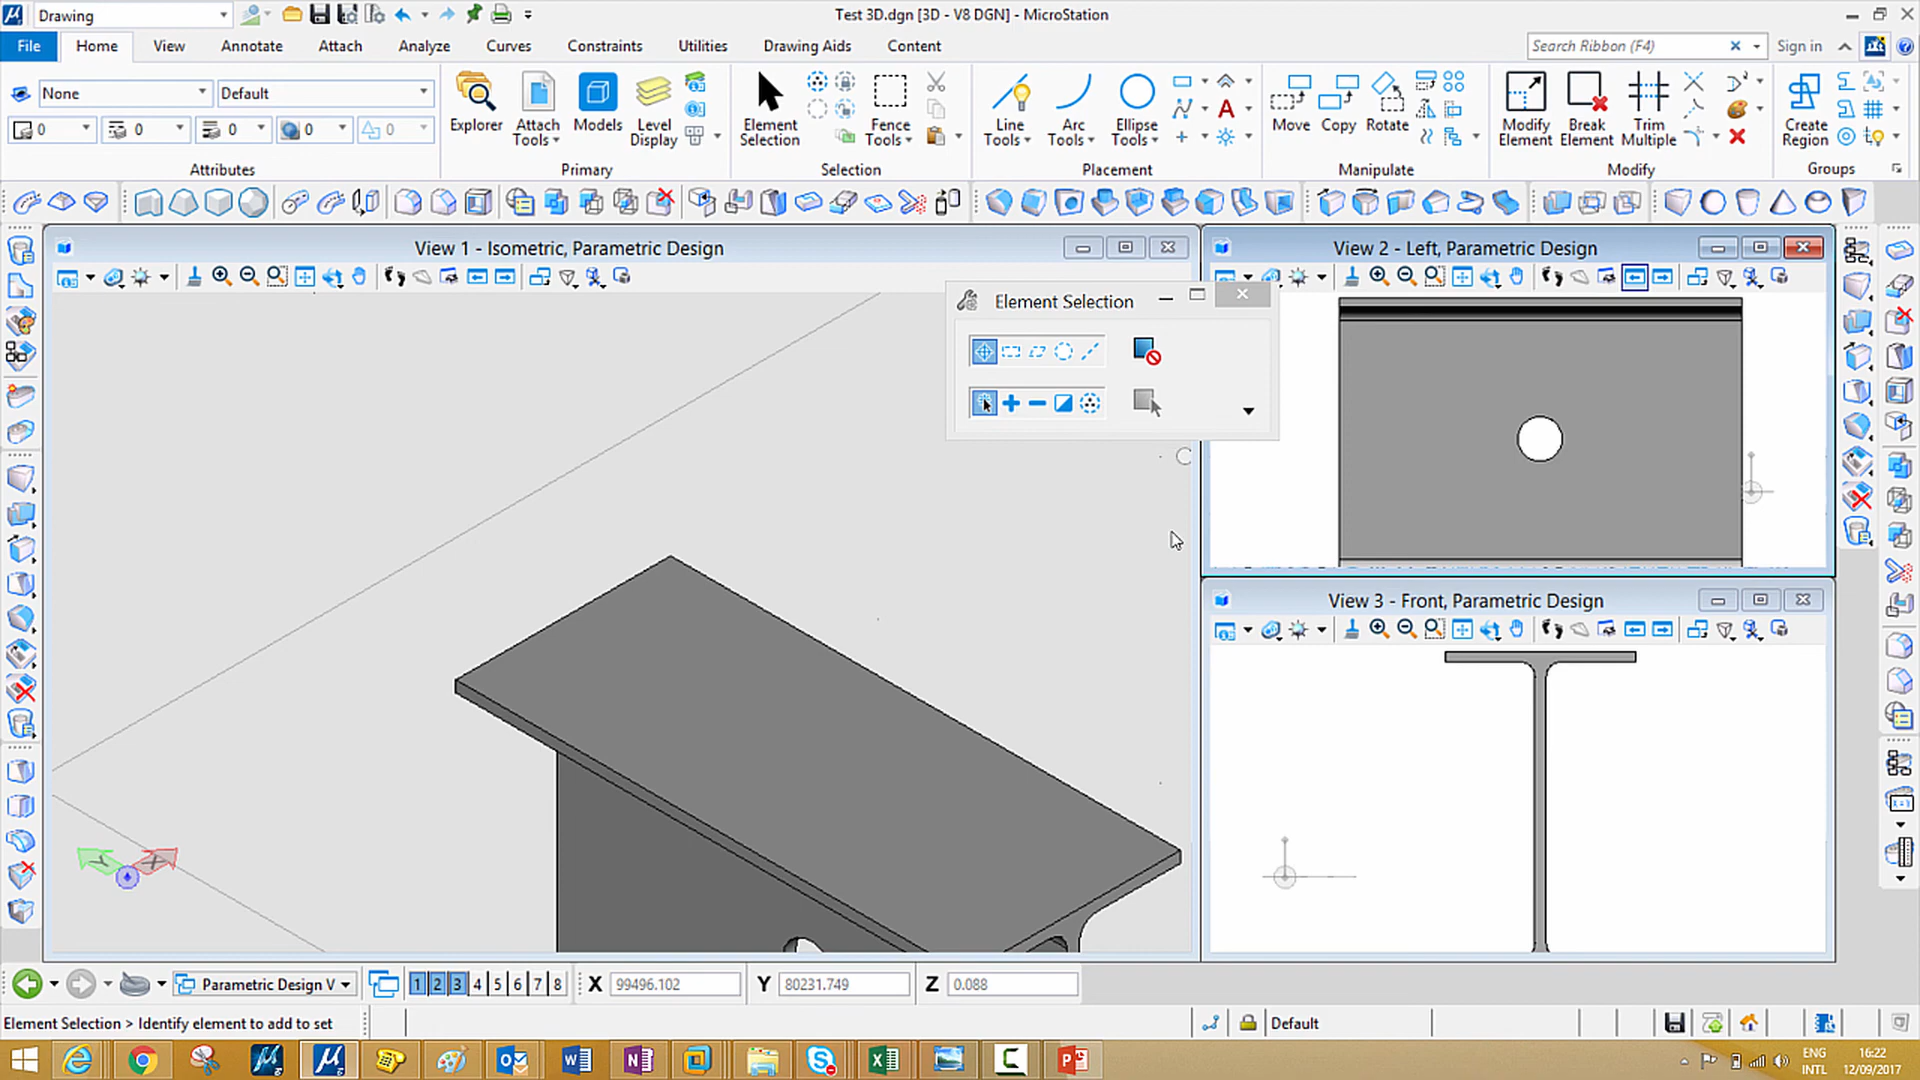 Drawing
Test 3D.dgn [3D - V8 DGN] - MicroStation
File Home View Annotate Attach Analyze Curves Constraints Utilities Drawing Aids Content
Search Ribbon (F4) Sign in
None Default
0 0 0 0 0
Explorer
Attach Tools
Models
Level Display
Element Selection
Fence Tools
Line Tools
Arc Tools
Ellipse Tools
Move
Copy
Rotate
Modify Element
Break Element
Trim Multiple
Create Region
Attributes Primary Selection Placement Manipulate Modify Groups
View 1 - Isometric, Parametric Design
View 2 - Left, Parametric Design
Element Selection
View 3 - Front, Parametric Design
Y X
Parametric Design V 1 2 3 4 5 6 7 8 X 99496.102 Y 80231.749 Z 0.088
Element Selection > Identify element to add to set Default
ENG 16:22
INTL 12/09/2017